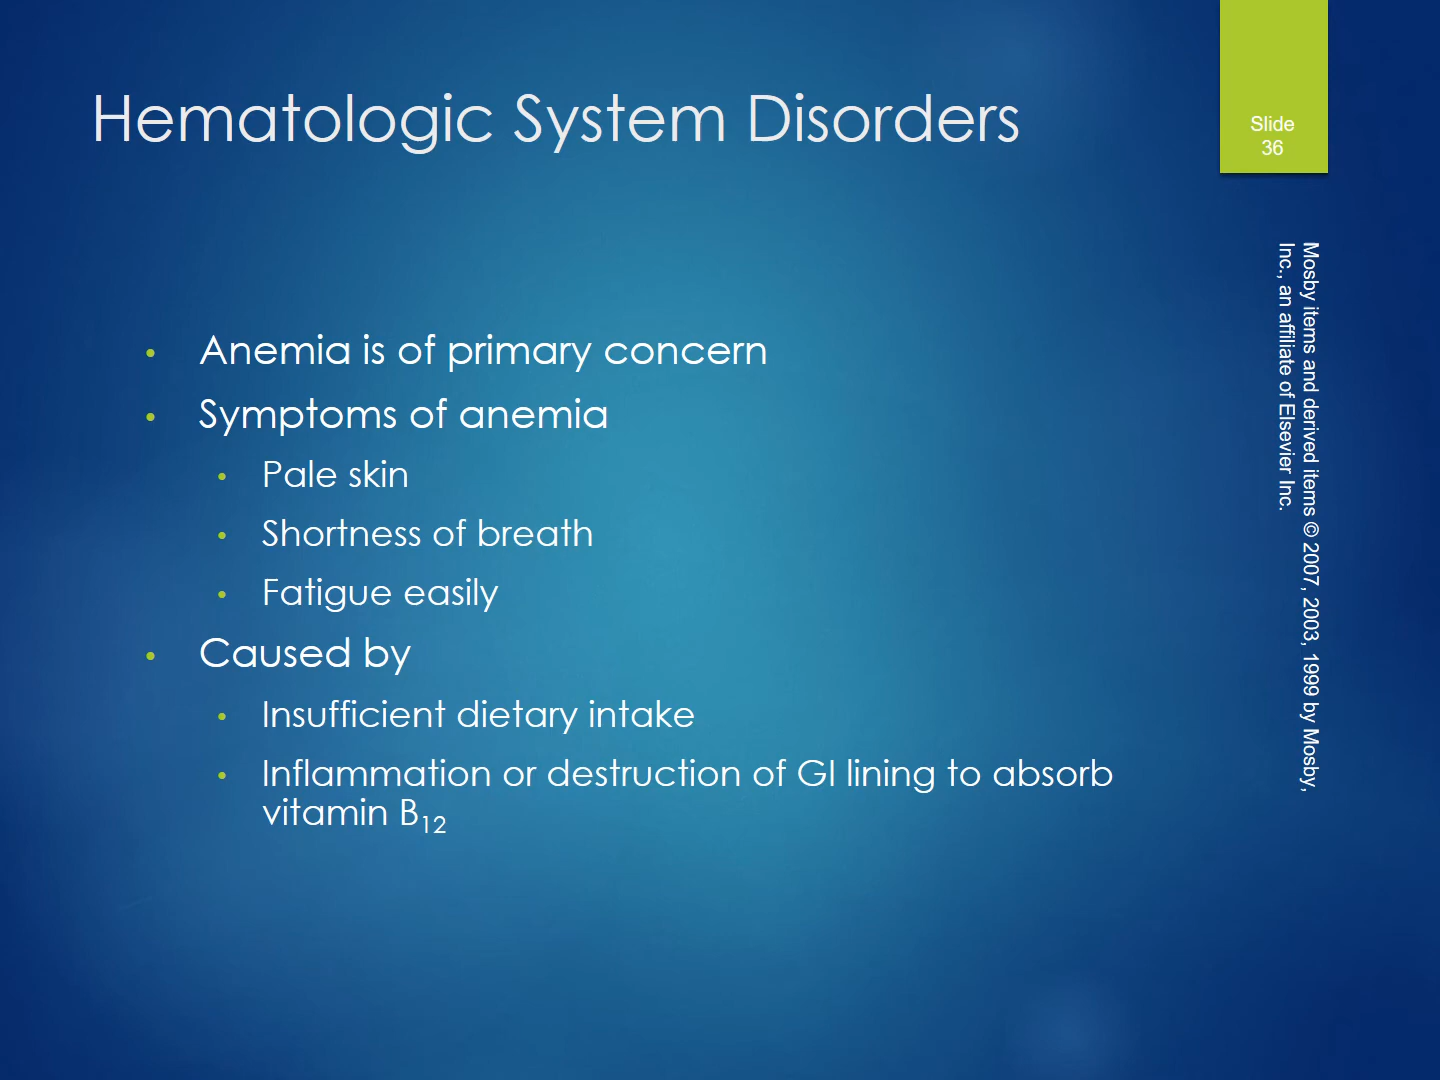 Hematologic System Disorders
Slide
36
• Anemia is of primary concern
• Symptoms of anemia
• Pale skin
• Shortness of breath
• Fatigue easily
• Caused by
• Insufficient dietary intake
• Inflammation or destruction of GI lining to absorb
vitamin B₁₂
Mosby items and derived items © 2007, 2003, 1999 by Mosby,
Inc., an affiliate of Elsevier Inc.